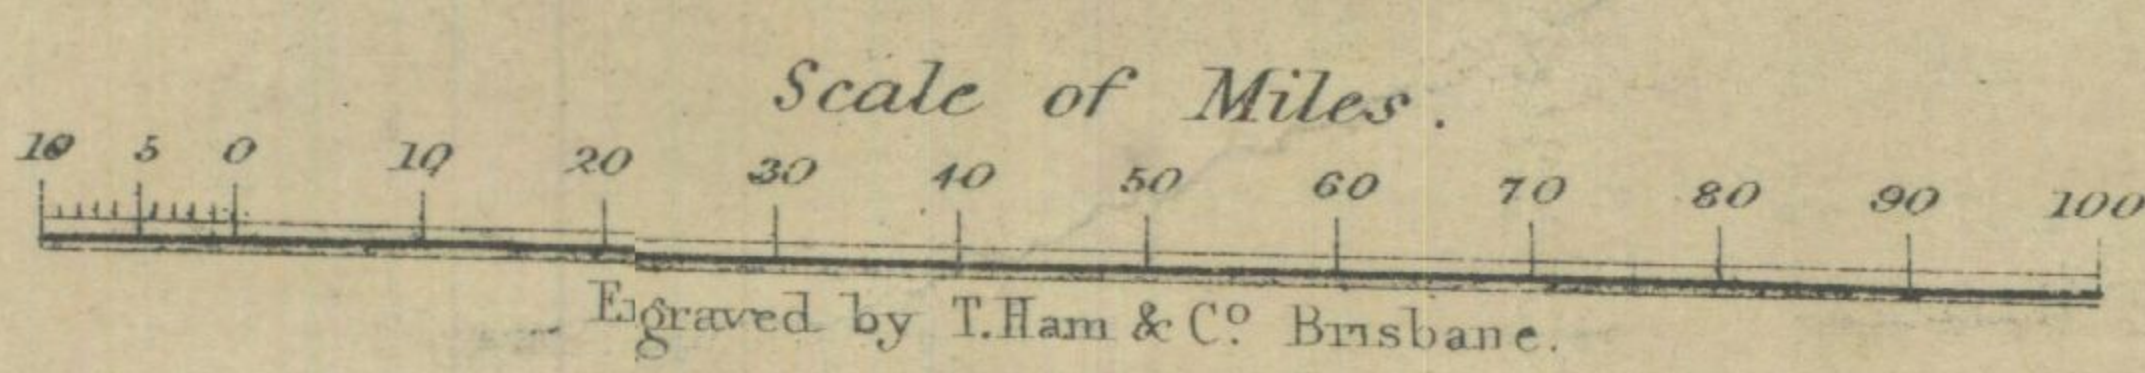 Scale of Miles.
10 5 0 10 20 30 40 50 60 70 80 90 100
Engraved by T. Ham & Co. Brisbane.